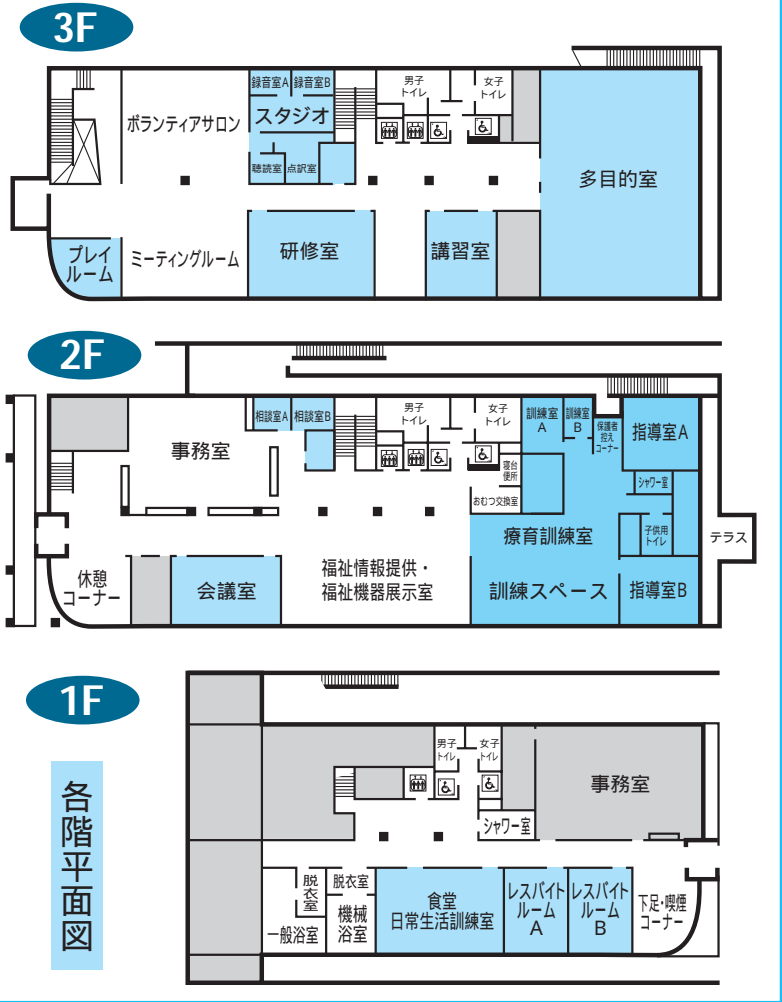 3F
録音室A
録音室B
男子
トイレ
女子
トイレ
ボランティアサロン
スタジオ
聴読室
点訳室
多目的室
プレイ
ルーム
ミーティングルーム
研修室
講習室
2F
相談室A
相談室B
男子
トイレ
女子
トイレ
訓練室
A
訓練室
B
保護者
控え
コーナー
指導室A
事務室
寝台
便所
おむつ交換室
シャワー室
療育訓練室
子供用
トイレ
テラス
休憩
コーナー
会議室
福祉情報提供・
福祉機器展示室
訓練スペース
指導室B
1F
男子
トイレ
女子
トイレ
事務室
シャワー室
各階平面図
脱衣室
脱衣室
一般浴室
機械
浴室
食堂
日常生活訓練室
レスパイト
ルーム
A
レスパイト
ルーム
B
下足・喫煙
コーナー